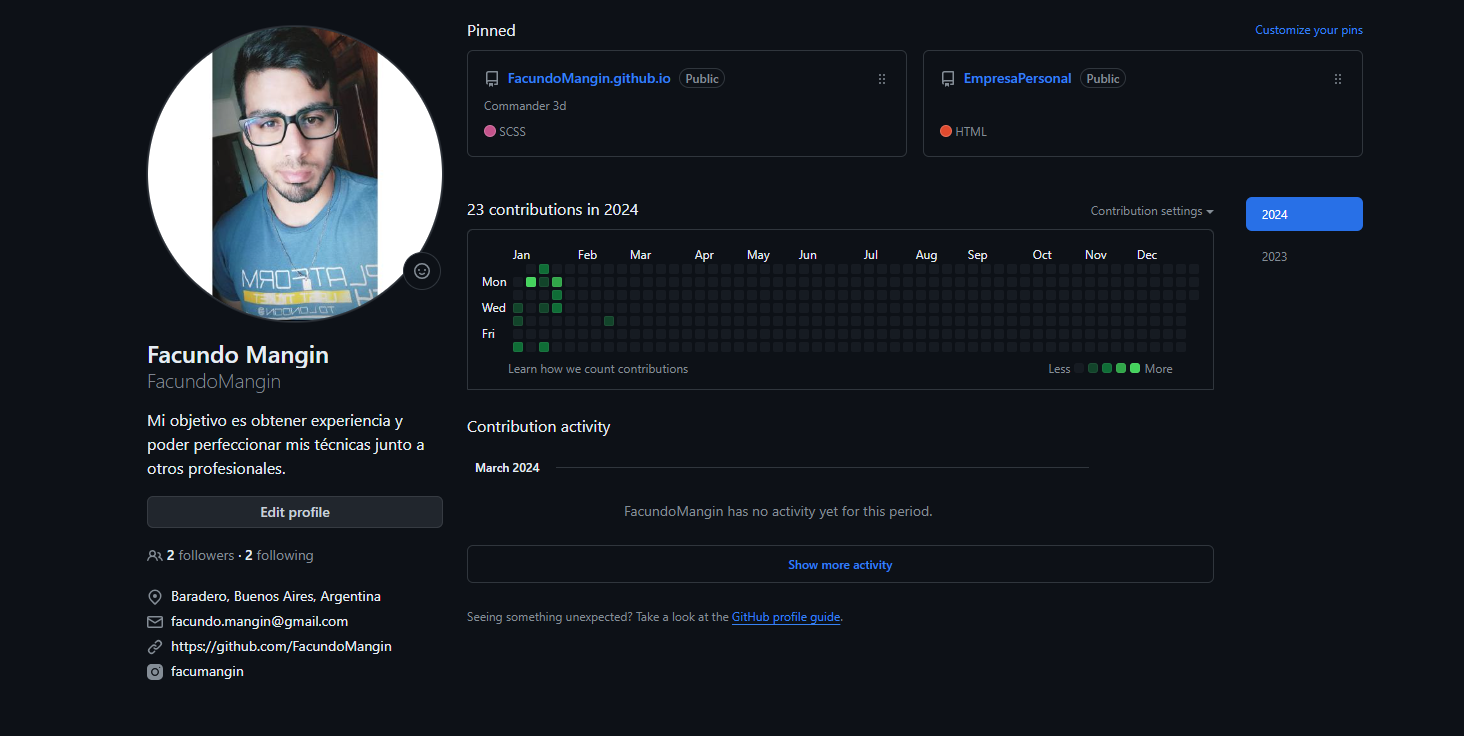 Pinned
Customize your pins
FacundoMangin.github.io Public
Commander 3d
SCSS
EmpresaPersonal Public
HTML
23 contributions in 2024
Contribution settings
2024
2023
Jan Feb Mar Apr May Jun Jul Aug Sep Oct Nov Dec
Mon
Wed
Fri
Learn how we count contributions
Less More
PLATFORM
Facundo Mangin
FacundoMangin
Mi objetivo es obtener experiencia y
poder perfeccionar mis técnicas junto a
otros profesionales.
Edit profile
2 followers · 2 following
Baradero, Buenos Aires, Argentina
facundo.mangin@gmail.com
https://github.com/FacundoMangin
facumangin
Contribution activity
March 2024
FacundoMangin has no activity yet for this period.
Show more activity
Seeing something unexpected? Take a look at the GitHub profile guide.